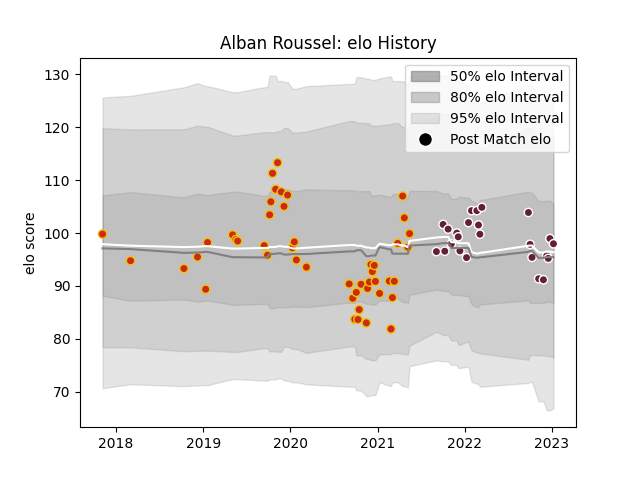 Alban Roussel: elo History
130
120
110
100
90
80
70
elo score
50% elo Interval
80% elo Interval
95% elo Interval
Post Match elo
2018
2019
2020
2021
2022
2023